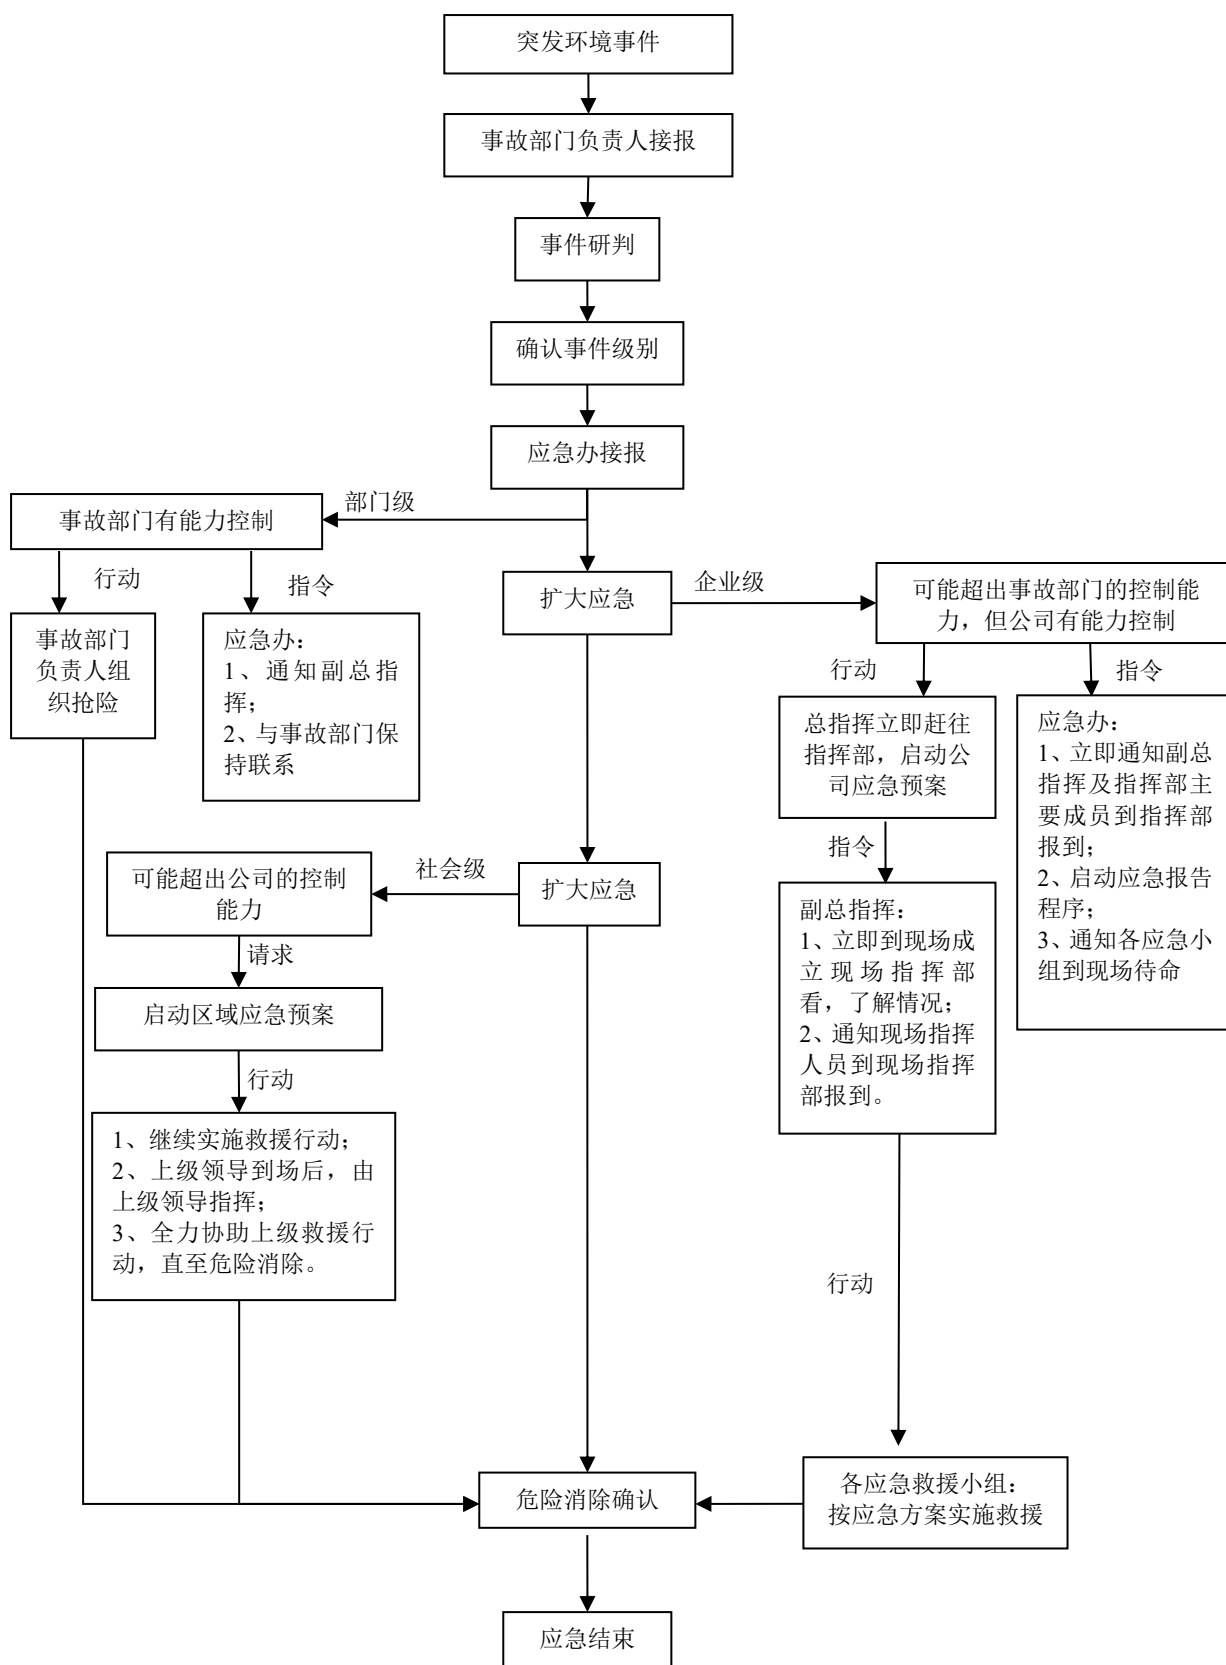 突发环境事件
事故部门负责人接报
事件研判
确认事件级别
应急办接报
部门级
事故部门有能力控制
行动
指令
事故部门
负责人组
织抢险
应急办：
1、通知副总指
挥；
2、与事故部门保
持联系
扩大应急
企业级
可能超出事故部门的控制能
力，但公司有能力控制
行动
指令
总指挥立即赶往
指挥部，启动公
司应急预案
应急办：
1、立即通知副总
指挥及指挥部主
要成员到指挥部
报到；
2、启动应急报告
程序；
3、通知各应急小
组到现场待命
指令
副总指挥：
1、立即到现场成
立现场指挥部
看，了解情况；
2、通知现场指挥
人员到现场指挥
部报到。
扩大应急
社会级
可能超出公司的控制
能力
请求
启动区域应急预案
行动
1、继续实施救援行动；
2、上级领导到场后，由
上级领导指挥；
3、全力协助上级救援行
动，直至危险消除。
行动
各应急救援小组：
按应急方案实施救援
危险消除确认
应急结束